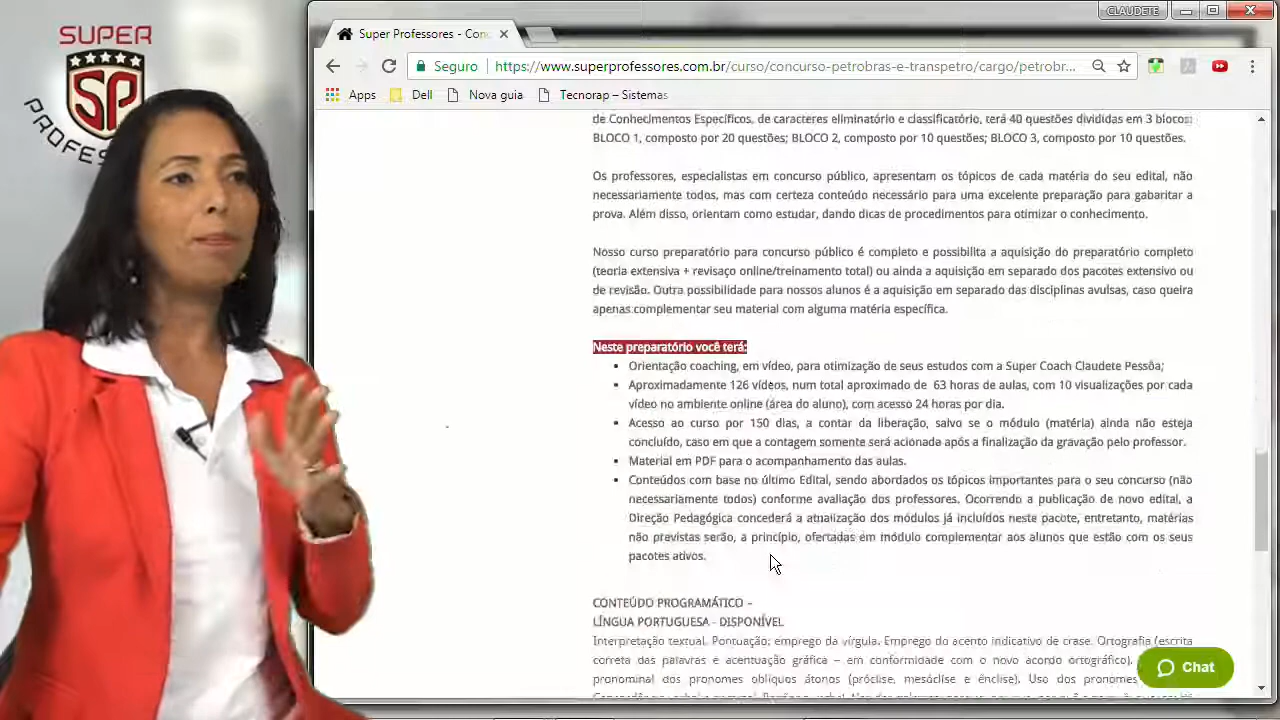 SUPER
SP
PROFES
CLAUDETE
Super Professores - Con
Seguro
https://www.superprofessores.com.br/curso/concurso-petrobras-e-transpetro/cargo/petrobr...
Apps
Dell
Nova guia
Tecnorap – Sistemas
de Conhecimentos Específicos, de caracteres eliminatório e classificatório, terá 40 questões divididas em 3 blocos:
BLOCO 1, composto por 20 questões; BLOCO 2, composto por 10 questões; BLOCO 3, composto por 10 questões.
Os professores, especialistas em concurso público, apresentam os tópicos de cada matéria do seu edital, não
necessariamente todos, mas com certeza conteúdo necessário para uma excelente preparação para gabaritar a
prova. Além disso, orientam como estudar, dando dicas de procedimentos para otimizar o conhecimento.
Nosso curso preparatório para concurso público é completo e possibilita a aquisição do preparatório completo
(teoria extensiva + revisaço online/treinamento total) ou ainda a aquisição em separado dos pacotes extensivo ou
de revisão. Outra possibilidade para nossos alunos é a aquisição em separado das disciplinas avulsas, caso queira
apenas complementar seu material com alguma matéria específica.
Neste preparatório você terá:
• Orientação coaching, em vídeo, para otimização de seus estudos com a Super Coach Claudete Pessôa;
• Aproximadamente 126 vídeos, num total aproximado de 63 horas de aulas, com 10 visualizações por cada
vídeo no ambiente online (área do aluno), com acesso 24 horas por dia.
• Acesso ao curso por 150 dias, a contar da liberação, salvo se o módulo (matéria) ainda não esteja
concluído, caso em que a contagem somente será acionada após a finalização da gravação pelo professor.
• Material em PDF para o acompanhamento das aulas.
• Conteúdos com base no último Edital, sendo abordados os tópicos importantes para o seu concurso (não
necessariamente todos) conforme avaliação dos professores. Ocorrendo a publicação de novo edital, a
Direção Pedagógica concederá a atualização dos módulos já incluídos neste pacote, entretanto, matérias
não previstas serão, a princípio, ofertadas em módulo complementar aos alunos que estão com os seus
pacotes ativos.
CONTEÚDO PROGRAMÁTICO –
LÍNGUA PORTUGUESA - DISPONÍVEL
Interpretação textual. Pontuação: emprego da vírgula. Emprego do acento indicativo de crase. Ortografia (escrita
correta das palavras e acentuação gráfica – em conformidade com o novo acordo ortográfico).
pronominal dos pronomes oblíquos átonos (próclise, mesóclise e ênclise). Uso dos pronomes
Chat